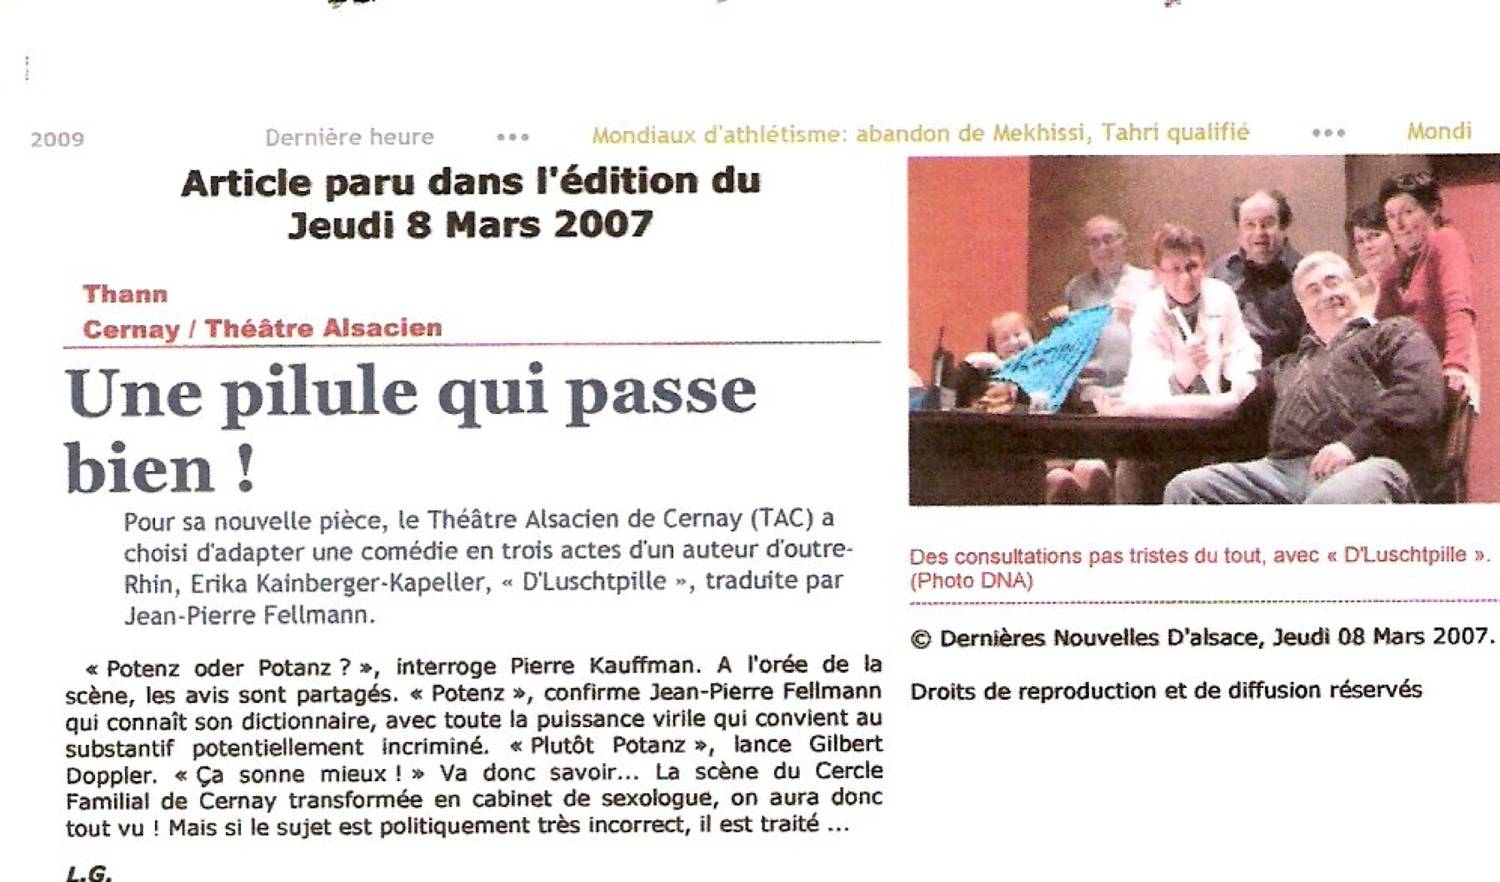 2009 Dernière heure ••• Mondiaux d'athlétisme: abandon de Mekhissi, Tahri qualifié ••• Mondi
Article paru dans l'édition du
Jeudi 8 Mars 2007
Thann
Cernay / Théâtre Alsacien
Une pilule qui passe
bien !
Pour sa nouvelle pièce, le Théâtre Alsacien de Cernay (TAC) a
choisi d'adapter une comédie en trois actes d'un auteur d'outre-
Rhin, Erika Kainberger-Kapeller, « D'Luschtpille », traduite par
Jean-Pierre Fellmann.
« Potenz oder Potanz ? », interroge Pierre Kauffman. A l'orée de la
scène, les avis sont partagés. « Potenz », confirme Jean-Pierre Fellmann
qui connaît son dictionnaire, avec toute la puissance virile qui convient au
substantif potentiellement incriminé. « Plutôt Potanz », lance Gilbert
Doppler. « Ça sonne mieux ! » Va donc savoir... La scène du Cercle
Familial de Cernay transformée en cabinet de sexologue, on aura donc
tout vu ! Mais si le sujet est politiquement très incorrect, il est traité ...
L.G.
Des consultations pas tristes du tout, avec « D'Luschtpille ».
(Photo DNA)
© Dernières Nouvelles D'alsace, Jeudi 08 Mars 2007.
Droits de reproduction et de diffusion réservés